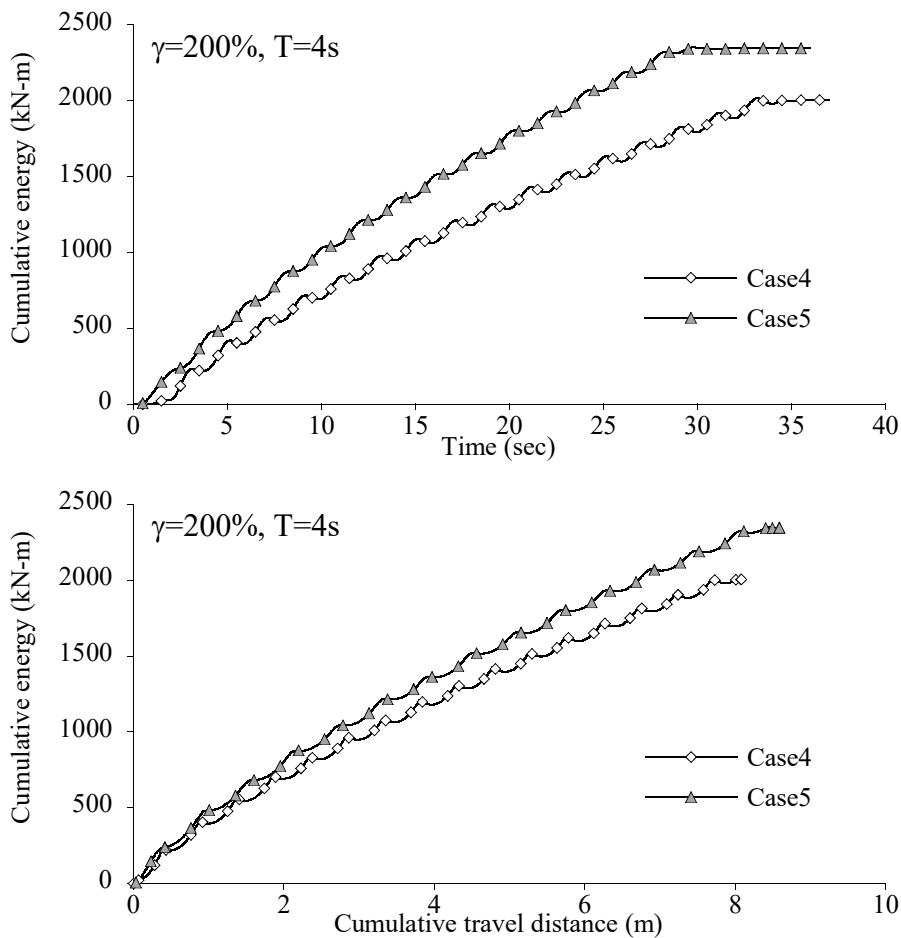 2500
γ=200%, T=4s
2000
1500
1000
500
0
Cumulative energy (kN-m)
Case4
Case5
0 5 10 15 20 25 30 35 40
Time (sec)
2500
γ=200%, T=4s
2000
1500
1000
500
0
Cumulative energy (kN-m)
Case4
Case5
0 2 4 6 8 10
Cumulative travel distance (m)